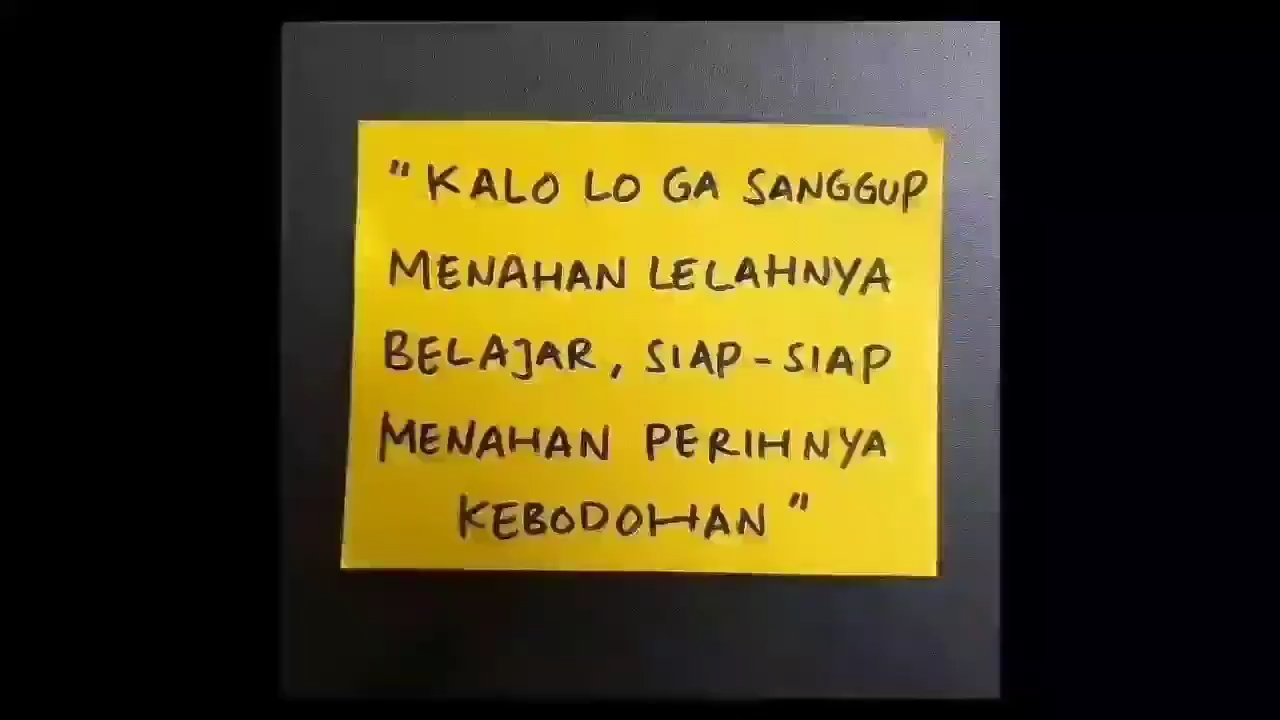 "KALO LO GA SANGGUP
MENAHAN LELAHNYA
BELAJAR, SIAP-SIAP
MENAHAN PERIHNYA
KEBODOHAN"